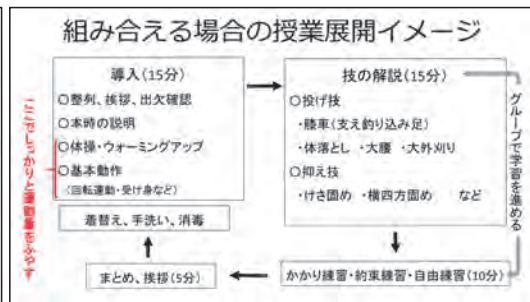 組み合える場合の授業展開イメージ
導入(15分)
〇整列、挨拶、出欠確認
〇本時の説明
〇体操・ウォーミングアップ
〇基本動作
(回転運動・受け身など)
ここでしっかりと運動量をふやす
着替え、手洗い、消毒
技の解説(15分)
〇投げ技
・膝車(支え釣り込み足)
・体落とし ・大腰 ・大外刈り
〇抑え技
・けさ固め ・横四方固め など
グループで学習を進める
かかり練習・約束練習・自由練習(10分)
まとめ、挨拶(5分)